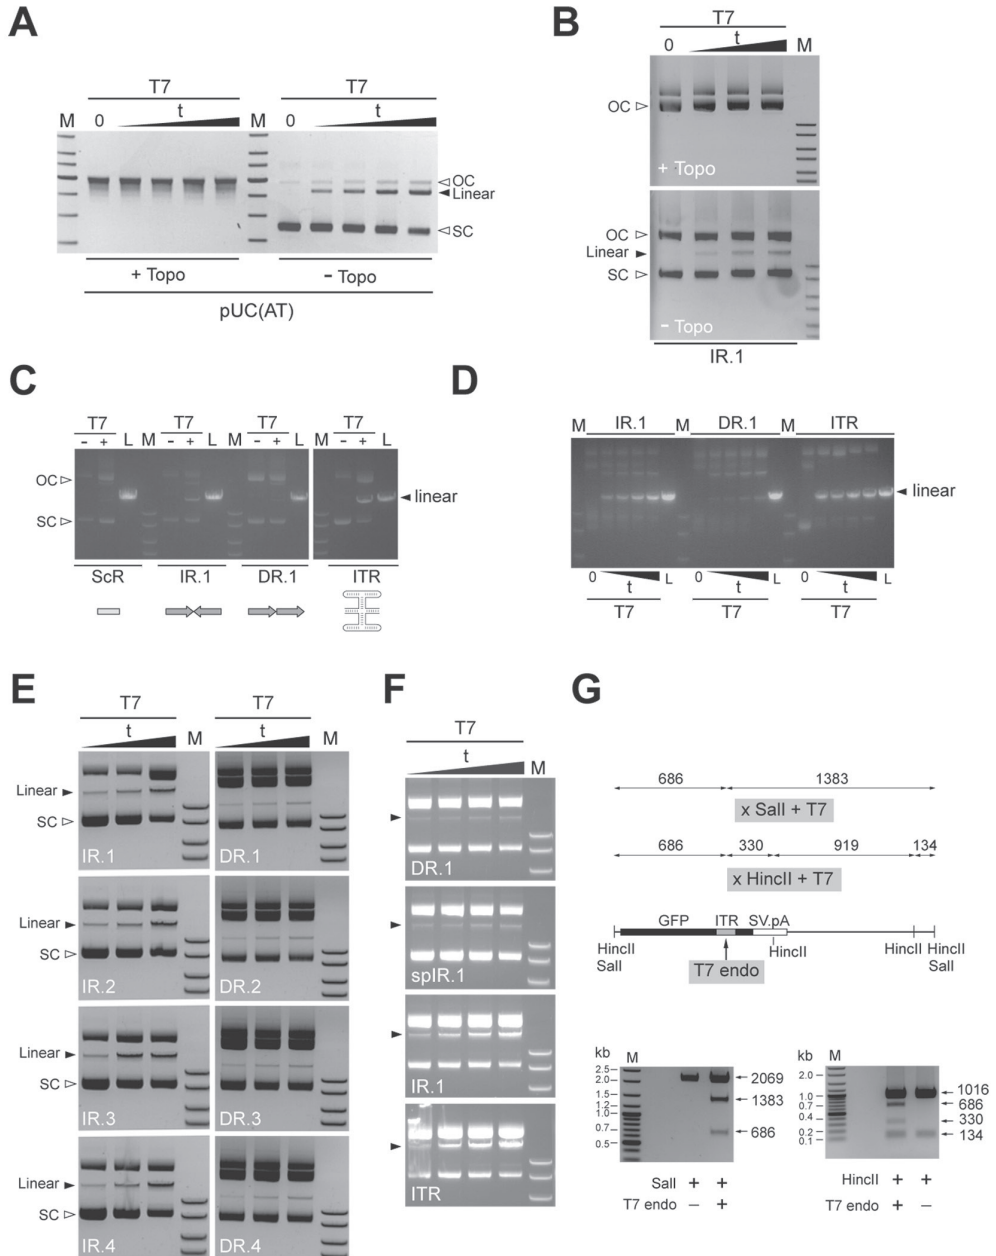 A
T7
T7
t
t
M
0
M
0
OC
Linear
SC
+ Topo
- Topo
pUC(AT)
B
T7
t
0
M
OC
+ Topo
OC
Linear
SC
- Topo
IR.1
C
T7
T7
T7
T7
- + L M - + L M - + L - + L
OC
SC
linear
ScR
IR.1
DR.1
ITR
D
M IR.1 M DR.1 M ITR
linear
0 t L 0 t L 0 t L
T7
T7
T7
E
T7
T7
t
M
t
M
Linear
SC
IR.1
DR.1
Linear
SC
IR.2
DR.2
Linear
SC
IR.3
DR.3
Linear
SC
IR.4
DR.4
F
T7
t
M
DR.1
spIR.1
IR.1
ITR
G
686 1383
x SalI + T7
686 330 919 134
x HincII + T7
GFP ITR SV.pA
HincII HincII HincII HincII
SalI SalI
T7 endo
kb M
2.5
2.0
1.5
1.2
1.0
0.7
0.5
2069
1383
686
SalI + +
T7 endo - +
kb M
2.0
1.0
0.7
0.4
0.2
0.1
1016
686
330
134
HincII + +
T7 endo + -